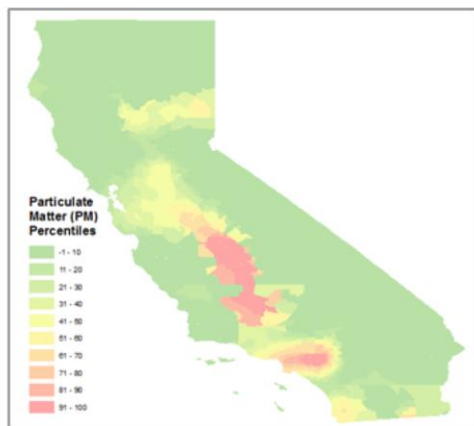 Particulate
Matter (PM)
Percentiles
-1 - 10
11 - 20
21 - 30
31 - 40
41 - 50
51 - 60
61 - 70
71 - 80
81 - 90
91 - 100